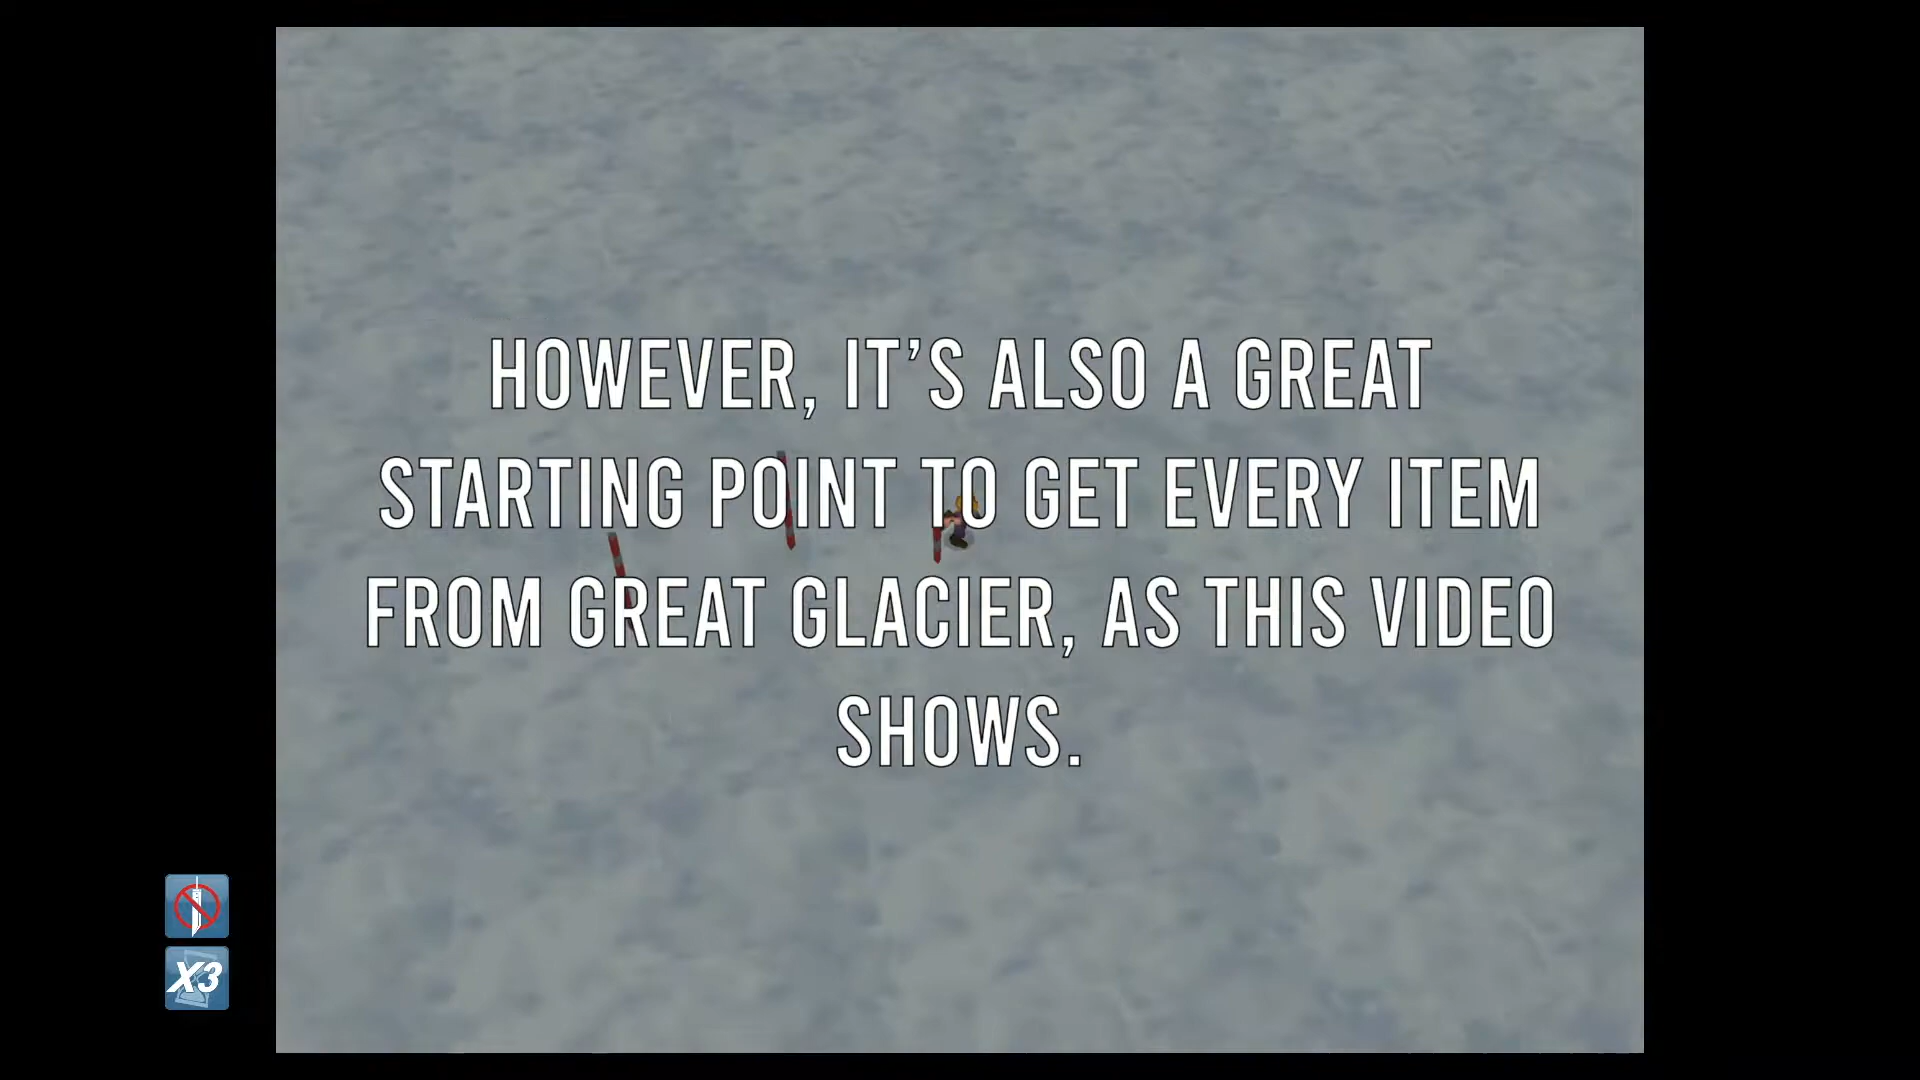 HOWEVER, IT’S ALSO A GREAT
STARTING POINT TO GET EVERY ITEM
FROM GREAT GLACIER, AS THIS VIDEO
SHOWS.
X3